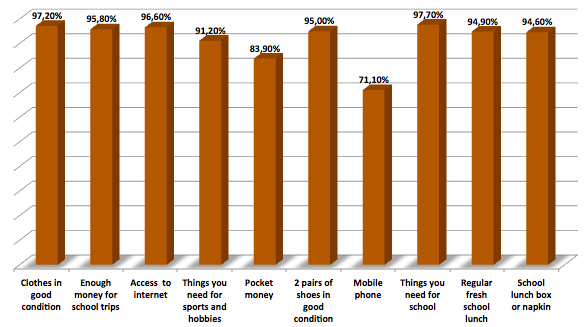 97,20%
95,80%
96,60%
91,20%
83,90%
95,00%
71,10%
97,70%
94,90%
94,60%
Clothes in
good
condition
Enough
money for
school trips
Access to
internet
Things you
need for
sports and
hobbies
Pocket
money
2 pairs of
shoes in
good
condition
Mobile
phone
Things you
need for
school
Regular
fresh
school
lunch
School
lunch box
or napkin